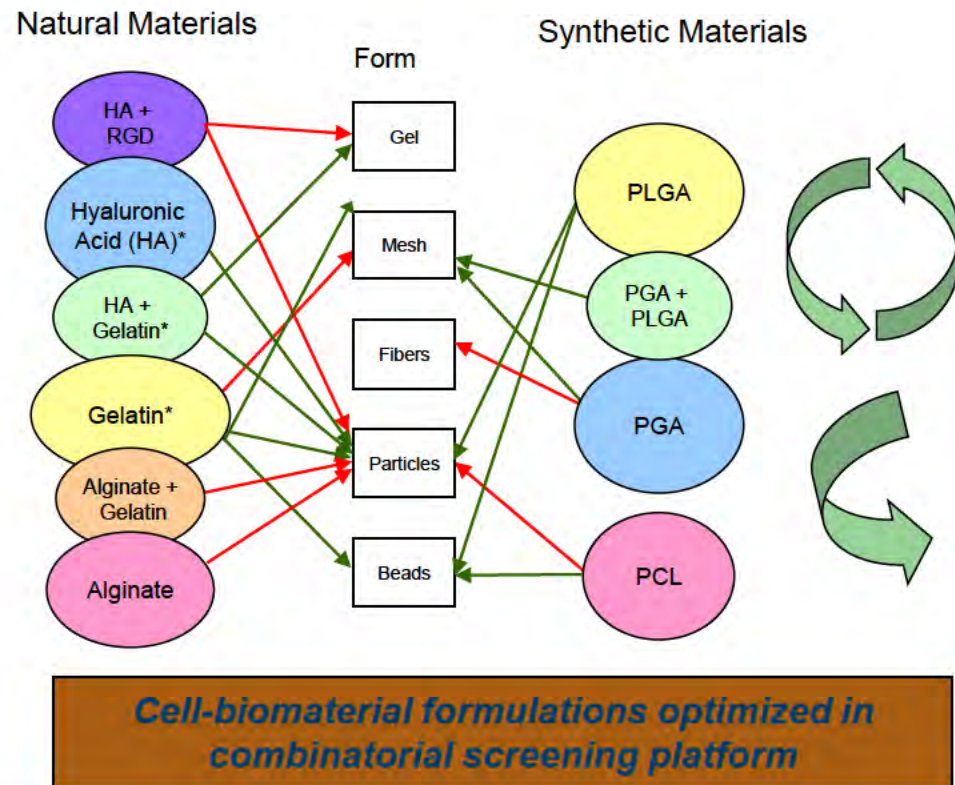 Natural Materials
Synthetic Materials
Form
HA +
RGD
Hyaluronic
Acid (HA)*
HA +
Gelatin*
Gelatin*
Alginate +
Gelatin
Alginate
Gel
Mesh
Fibers
Particles
Beads
PLGA
PGA +
PLGA
PGA
PCL
Cell-biomaterial formulations optimized in
combinatorial screening platform